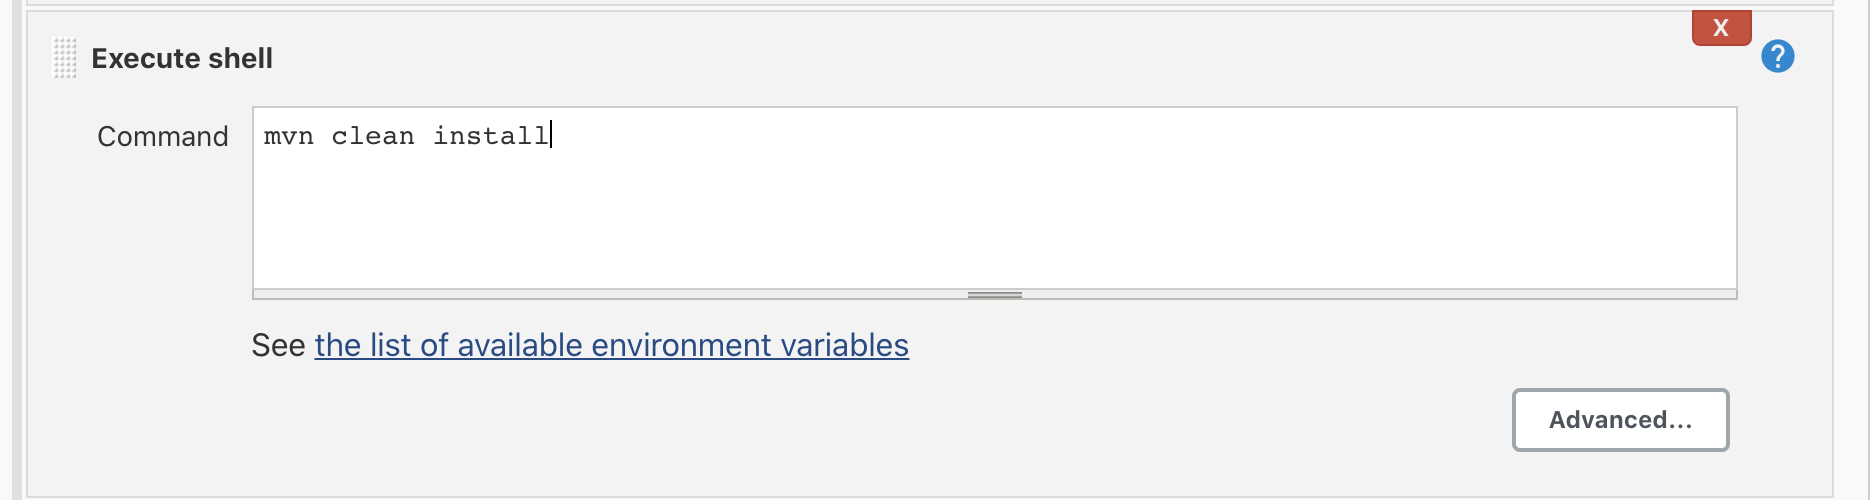 X
Execute shell
?
Command
mvn clean install
See the list of available environment variables
Advanced...